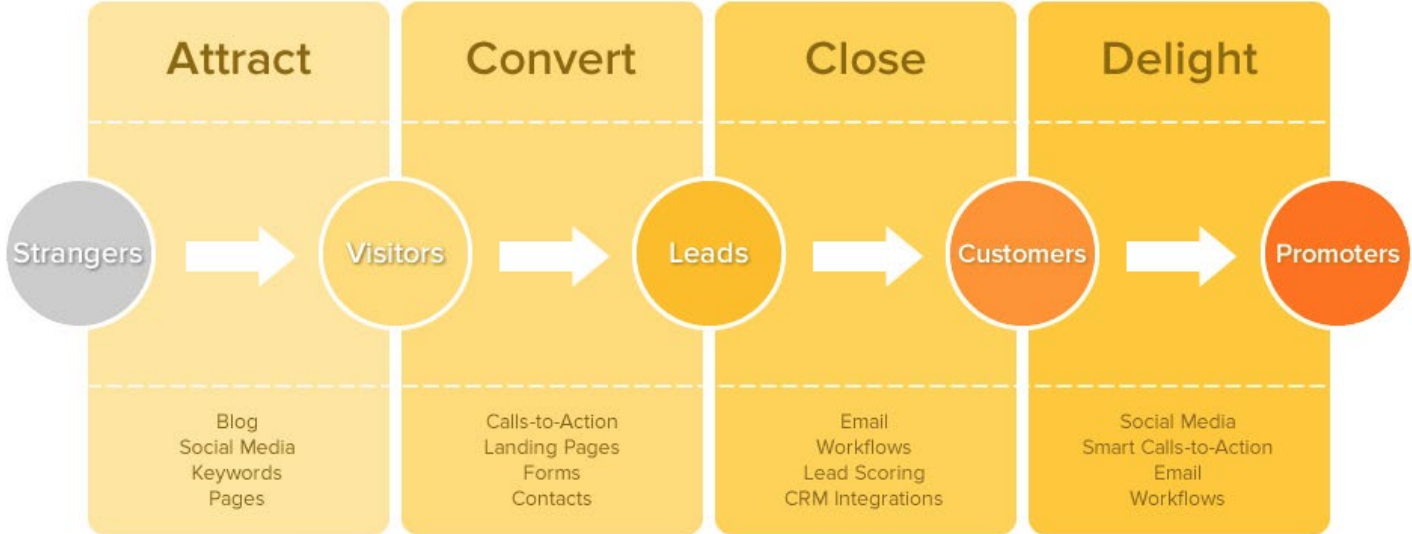 Attract
Convert
Close
Delight
Strangers
Visitors
Leads
Customers
Promoters
Blog
Social Media
Keywords
Pages
Calls-to-Action
Landing Pages
Forms
Contacts
Email
Workflows
Lead Scoring
CRM Integrations
Social Media
Smart Calls-to-Action
Email
Workflows